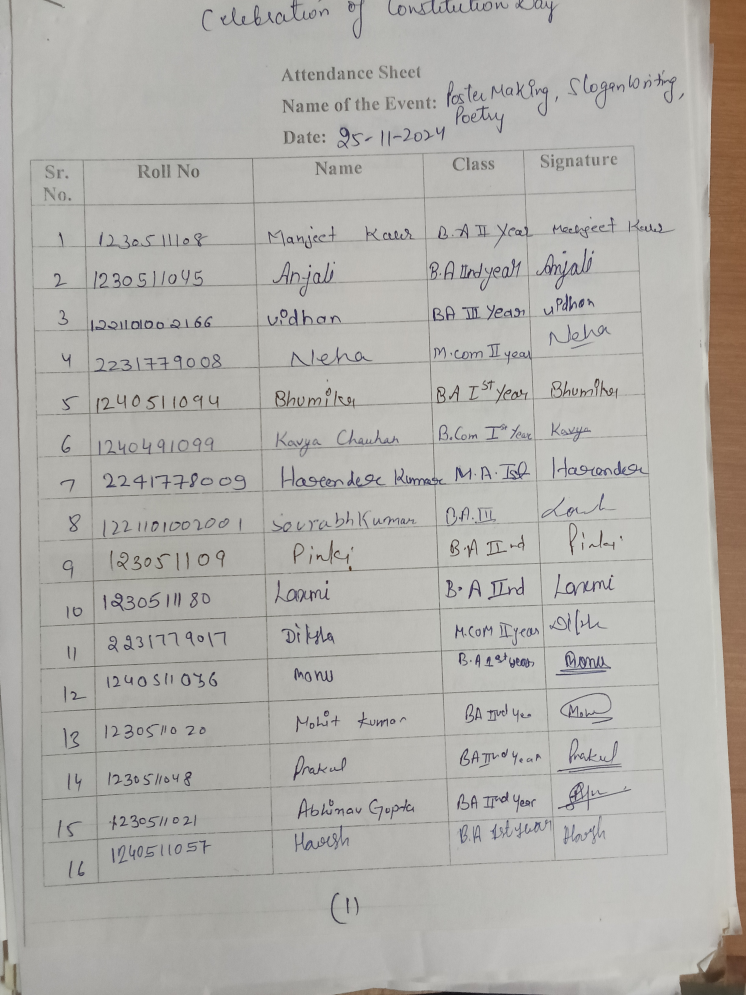 Celebration of Constitution Day
Attendance Sheet
Name of the Event: Poster Making, Slogan Writing,
Poetry
Date: 25-11-2024
Sr. No. Roll No Name Class Signature
1 1230511108 Manjeet Kaur B.A II Year Manjeet Kaur
2 1230511045 Anjali B.A IInd year Anjali
3 1221101002166 vidhan BA III Year vidhan
4 2231779008 Neha M.com II year Neha
5 1240511094 Bhumika BA Ist Year Bhumika
6 1240491099 Kavya Chauhan B.Com Ist Year Kavya
7 2241778009 Harender Kumar M.A. Ist Harender
8 1221101002001 Sourabh Kumar B.A.III
9 123051109 Pinki B.A IInd Pinki
10 1230511180 Laxmi B.A IInd Laxmi
11 2231779017 Diksha M.COM II year
12 1240511036 Monu B.A 1st year Monu
13 1230511020 Mohit Kumar BA IInd Yea
14 1230511048 Prakul BA IInd Year Prakul
15 1230511021 Abhinav Gupta BA IInd Year
16 1240511057 Harsh B.A 1st year Harsh
(1)